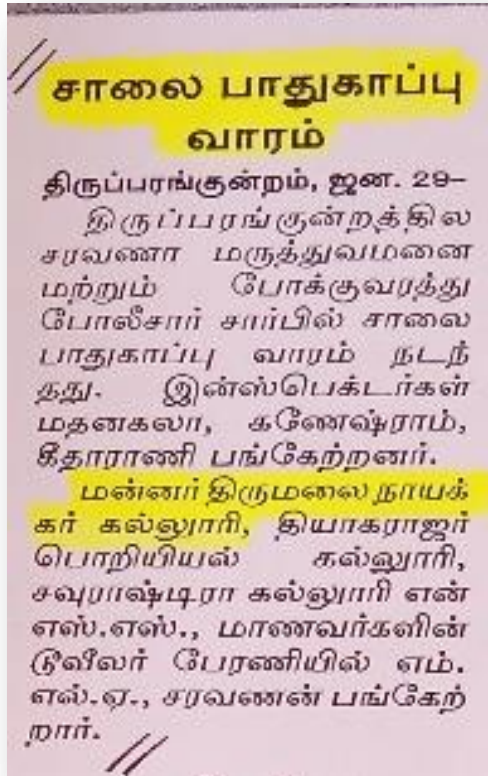 சாலை பாதுகாப்பு
வாரம்
திருப்பரங்குன்றம், ஜன. 29–
திருப்பரங்குன்றத்தில
சரவணா மருத்துவமனை
மற்றும் போக்குவரத்து
போலீசார் சார்பில் சாலை
பாதுகாப்பு வாரம் நடந்
தது. இன்ஸ்பெக்டர்கள்
மதனகலா, கணேஷ்ராம்,
கீதாராணி பங்கேற்றனர்.
மன்னர் திருமலை நாயக்
கர் கல்லுாரி, தியாகராஜர்
பொறியியல் கல்லுாரி,
சவுராஷ்டிரா கல்லுாரி என்
எஸ்.எஸ்., மாணவர்களின்
டூவீலர் பேரணியில் எம்.
எல்.ஏ., சரவணன் பங்கேற்
றார்.